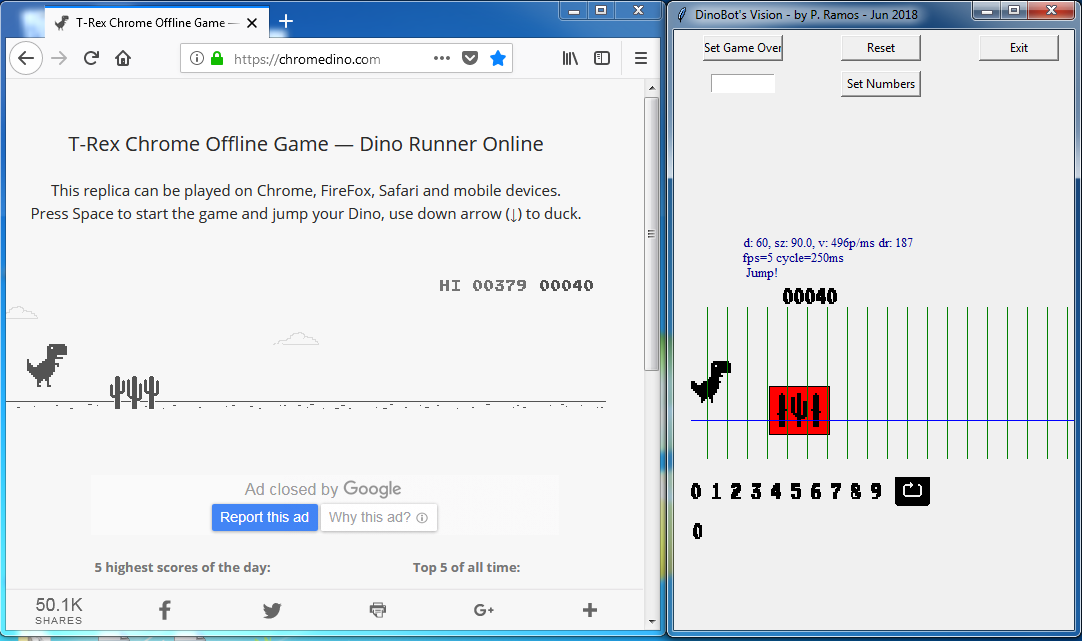 T-Rex Chrome Offline Game —
https://chromedino.com
T-Rex Chrome Offline Game — Dino Runner Online
This replica can be played on Chrome, FireFox, Safari and mobile devices.
Press Space to start the game and jump your Dino, use down arrow (↓) to duck.
HI 00379 00040
Ad closed by Google
Report this ad
Why this ad?
5 highest scores of the day:
Top 5 of all time:
50.1K
SHARES
G+
DinoBot's Vision - by P. Ramos - Jun 2018
Set Game Over
Reset
Exit
Set Numbers
d: 60, sz: 90.0, v: 496p/ms dr: 187
fps=5 cycle=250ms
Jump!
00040
0 1 2 3 4 5 6 7 8 9
0